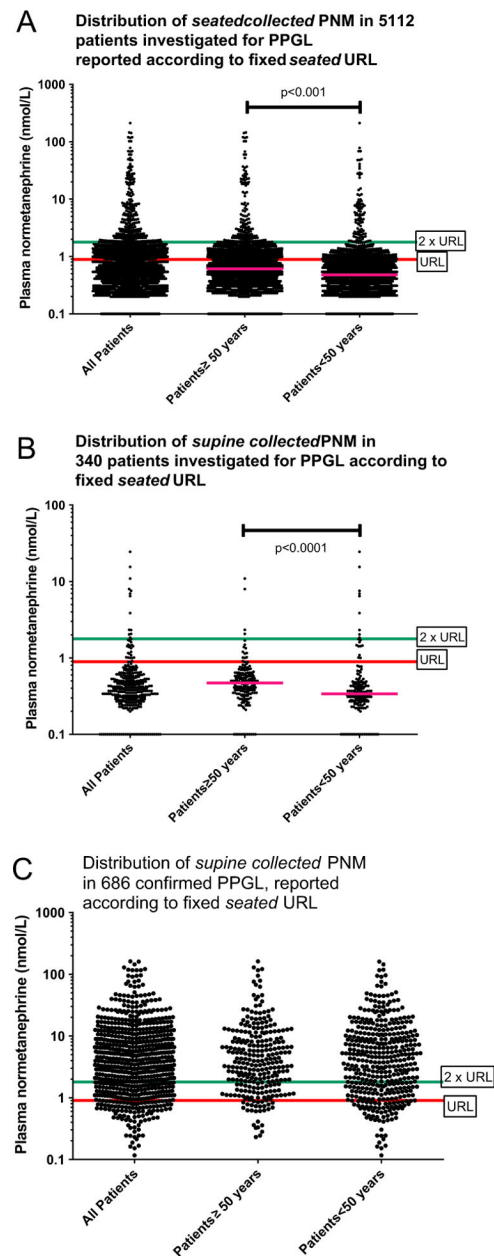 A
Distribution of seatedcollected PNM in 5112
patients investigated for PPGL
reported according to fixed seated URL
Plasma normetanephrine (nmol/L)
1000
100
10
1
0.1
p<0.001
2 x URL
URL
All Patients
Patients≥ 50 years
Patients<50 years
B
Distribution of supine collectedPNM in
340 patients investigated for PPGL according to
fixed seated URL
Plasma normetanephrine (nmol/L)
100
10
1
0.1
p<0.0001
2 x URL
URL
All Patients
Patients≥50 years
Patients<50 years
C
Distribution of supine collected PNM
in 686 confirmed PPGL, reported
according to fixed seated URL
Plasma normetanephrine (nmol/L)
1000
100
10
1
0.1
2 x URL
URL
All Patients
Patients≥ 50 years
Patients<50 years